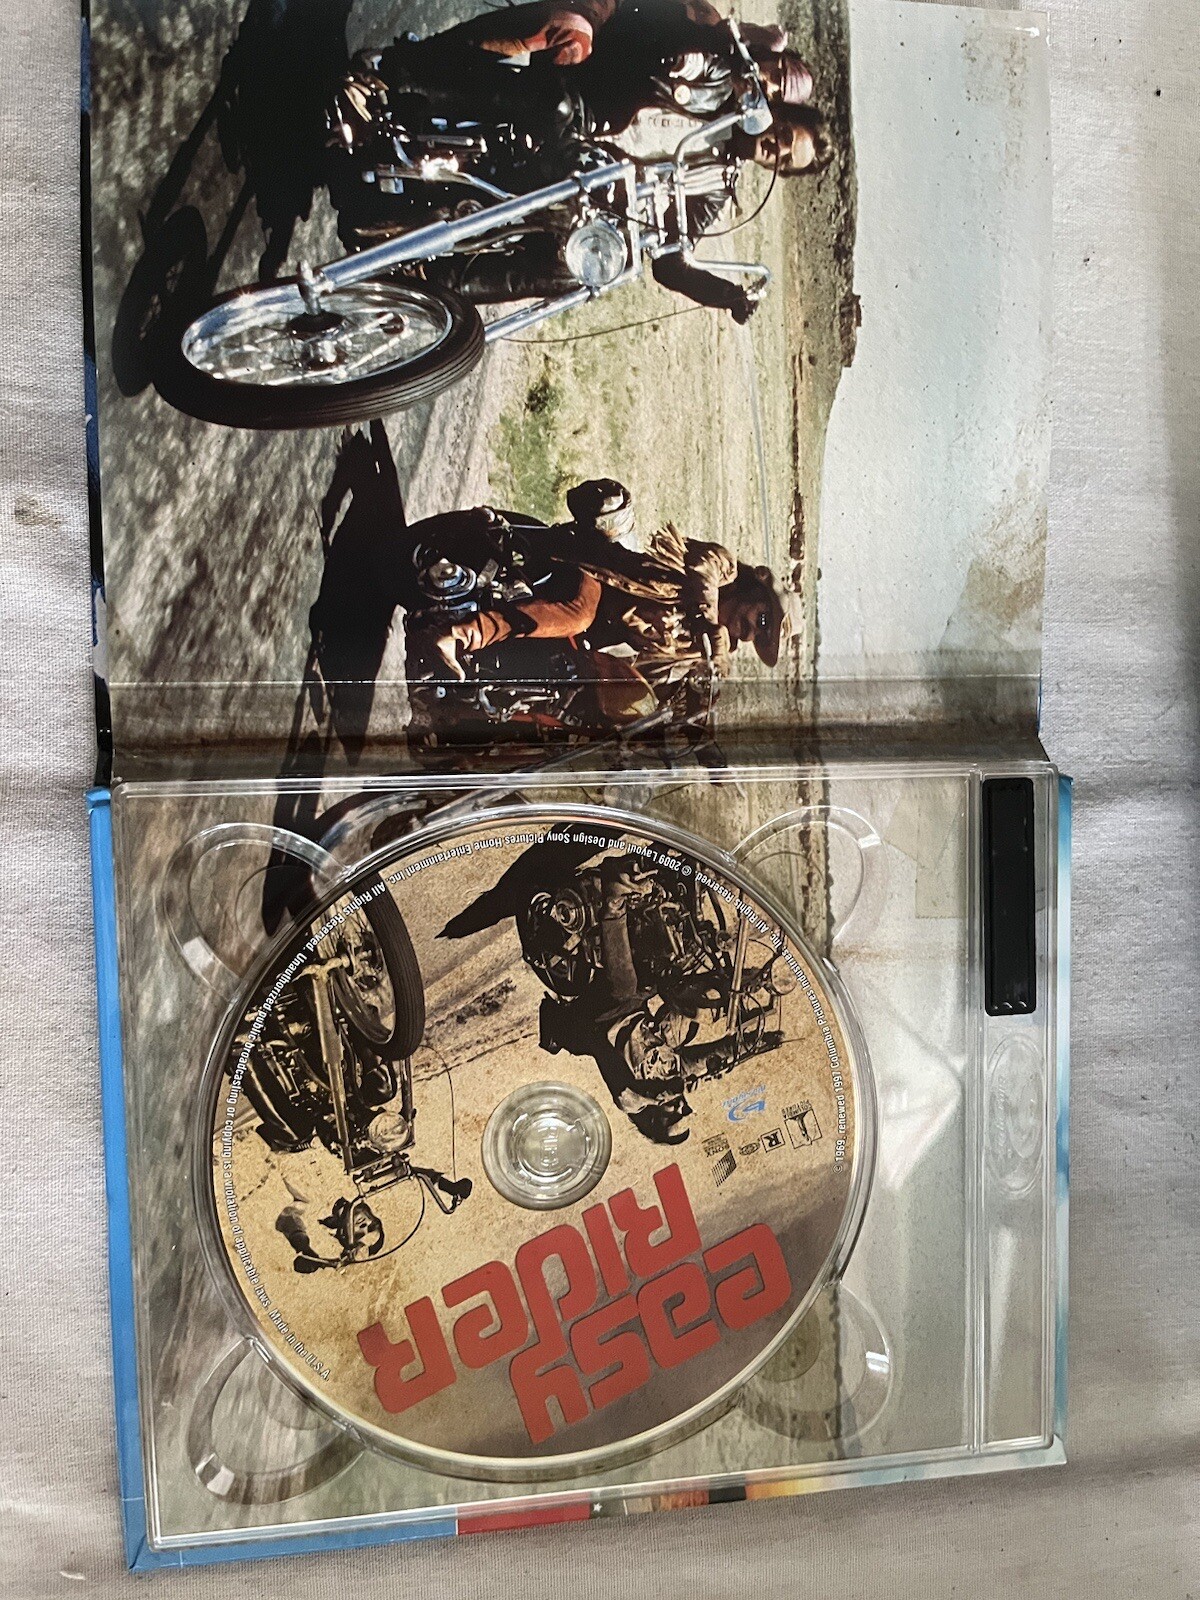 easy
RIDER
© 1969, renewed 1997 Columbia Pictures Industries, Inc. All Rights Reserved. © 2009 Layout and Design Sony Pictures Home Entertainment Inc. All Rights Reserved. Unauthorized public broadcasting or copying is a violation of applicable laws. Made in the U.S.A.
R
SONY